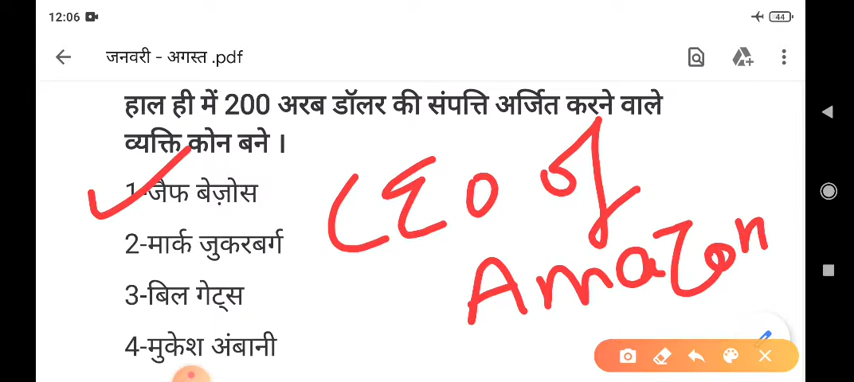 12:06
44
जनवरी - अगस्त .pdf
हाल ही में 200 अरब डॉलर की संपत्ति अर्जित करने वाले
व्यक्ति कोन बने ।
1-जैफ बेज़ोस
2-मार्क जुकरबर्ग
3-बिल गेट्स
4-मुकेश अंबानी
CEO of
Amazon